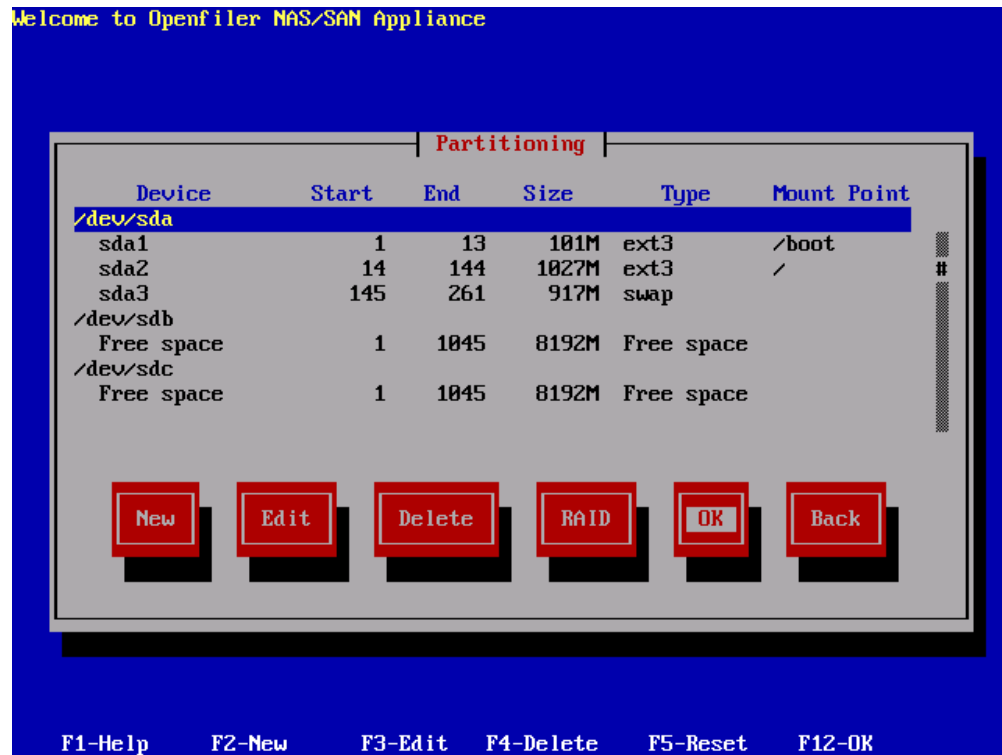 Welcome to Openfiler NAS/SAN Appliance
Partitioning
Device Start End Size Type Mount Point
/dev/sda
sda1 1 13 101M ext3 /boot
sda2 14 144 1027M ext3 / #
sda3 145 261 917M swap
/dev/sdb
Free space 1 1045 8192M Free space
/dev/sdc
Free space 1 1045 8192M Free space
New Edit Delete RAID OK Back
F1-Help F2-New F3-Edit F4-Delete F5-Reset F12-OK